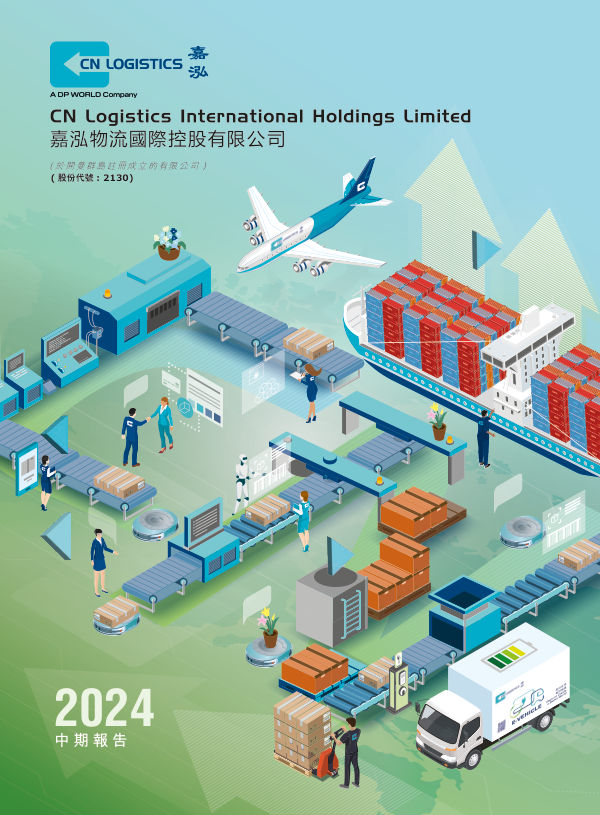 CN LOGISTICS 嘉泓
A DP WORLD Company
CN Logistics International Holdings Limited
嘉泓物流國際控股有限公司
(於開曼群島註冊成立的有限公司)
(股份代號：2130)
CN LOGISTICS
E-VEHICLE
2024
中期報告